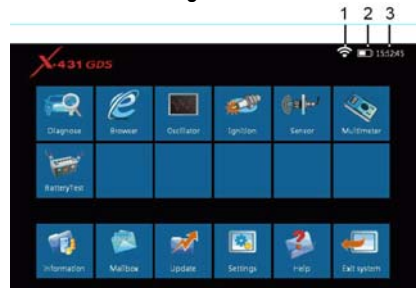 1 2 3
X-431 GDS 15:52:45
Diagnose Browser Oscillator Ignition Sensor Multimeter
BatteryTest
Information Mailbox Update Settings Help Exit system